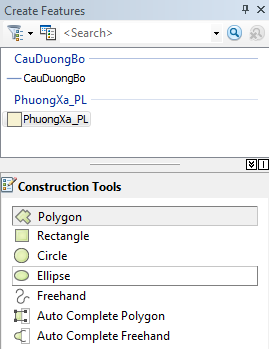 Create Features
<Search>
CauDuongBo
CauDuongBo
PhuongXa_PL
PhuongXa_PL
Construction Tools
Polygon
Rectangle
Circle
Ellipse
Freehand
Auto Complete Polygon
Auto Complete Freehand